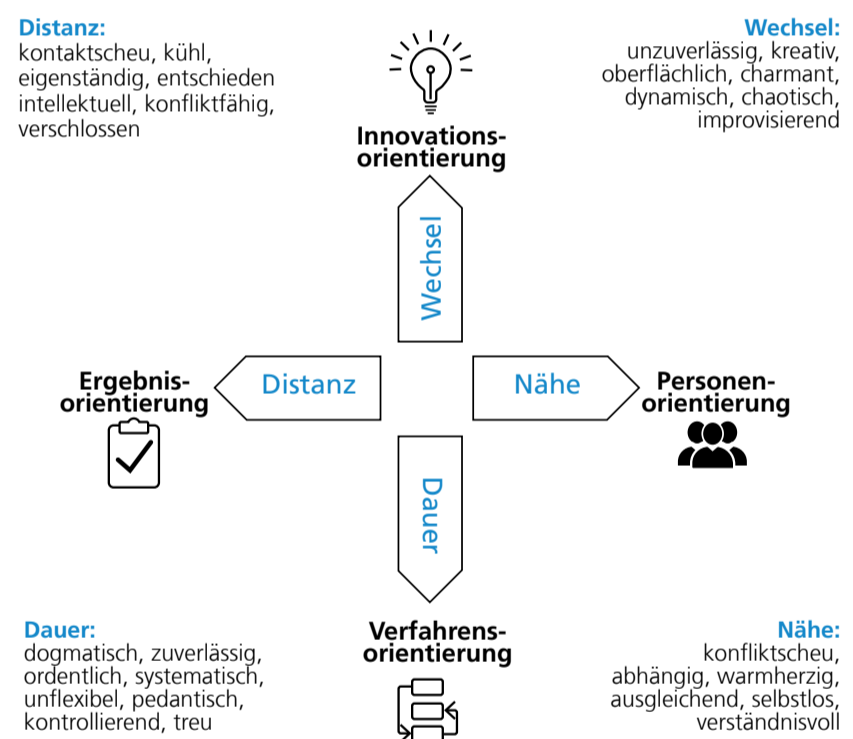 Distanz:
kontaktscheu, kühl,
eigenständig, entschieden
intellektuell, konfliktfähig,
verschlossen
Wechsel:
unzuverlässig, kreativ,
oberflächlich, charmant,
dynamisch, chaotisch,
improvisierend
Innovations-
orientierung
Wechsel
Ergebnis-
orientierung
Distanz
Nähe
Personen-
orientierung
Dauer
Verfahrens-
orientierung
Dauer:
dogmatisch, zuverlässig,
ordentlich, systematisch,
unflexibel, pedantisch,
kontrollierend, treu
Nähe:
konfliktscheu,
abhängig, warmherzig,
ausgleichend, selbstlos,
verständnisvoll